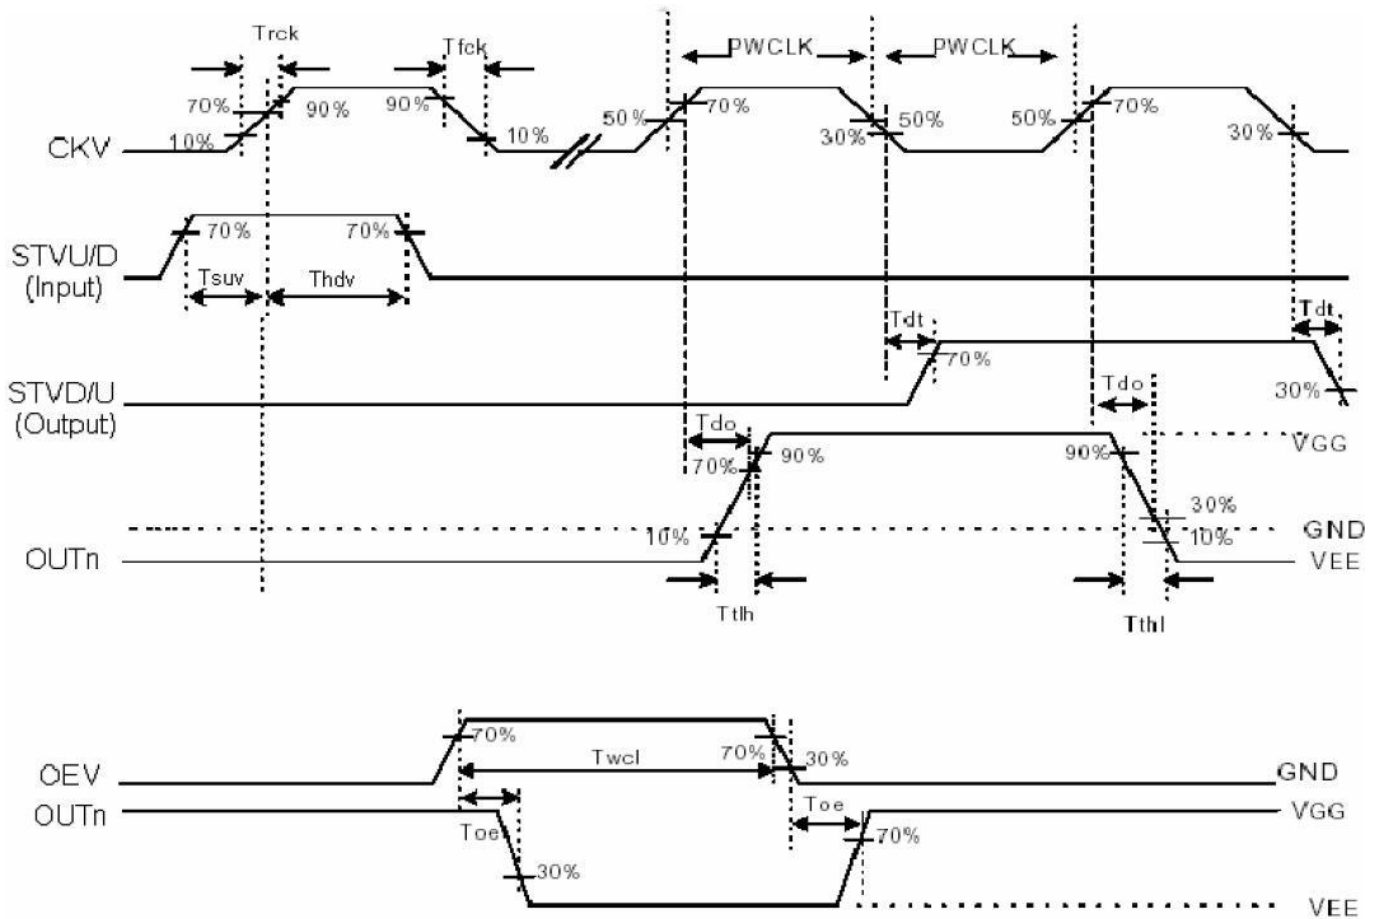 Trck
Tfck
PWCLK
PWCLK
70%
90%
90%
70%
70%
50%
50%
50%
10%
10%
30%
30%
CKV
STVU/D
(Input)
70%
70%
Tsuv
Thdv
Tdt
Tdt
70%
STVD/U
(Output)
Tdo
30%
Tdo
VGG
70%
90%
90%
30%
10%
10%
GND
OUTn
VEE
Ttlh
Tthl
70%
70%
30%
Twcl
OEV
GND
OUTn
Toe
VGG
Toe
70%
30%
VEE